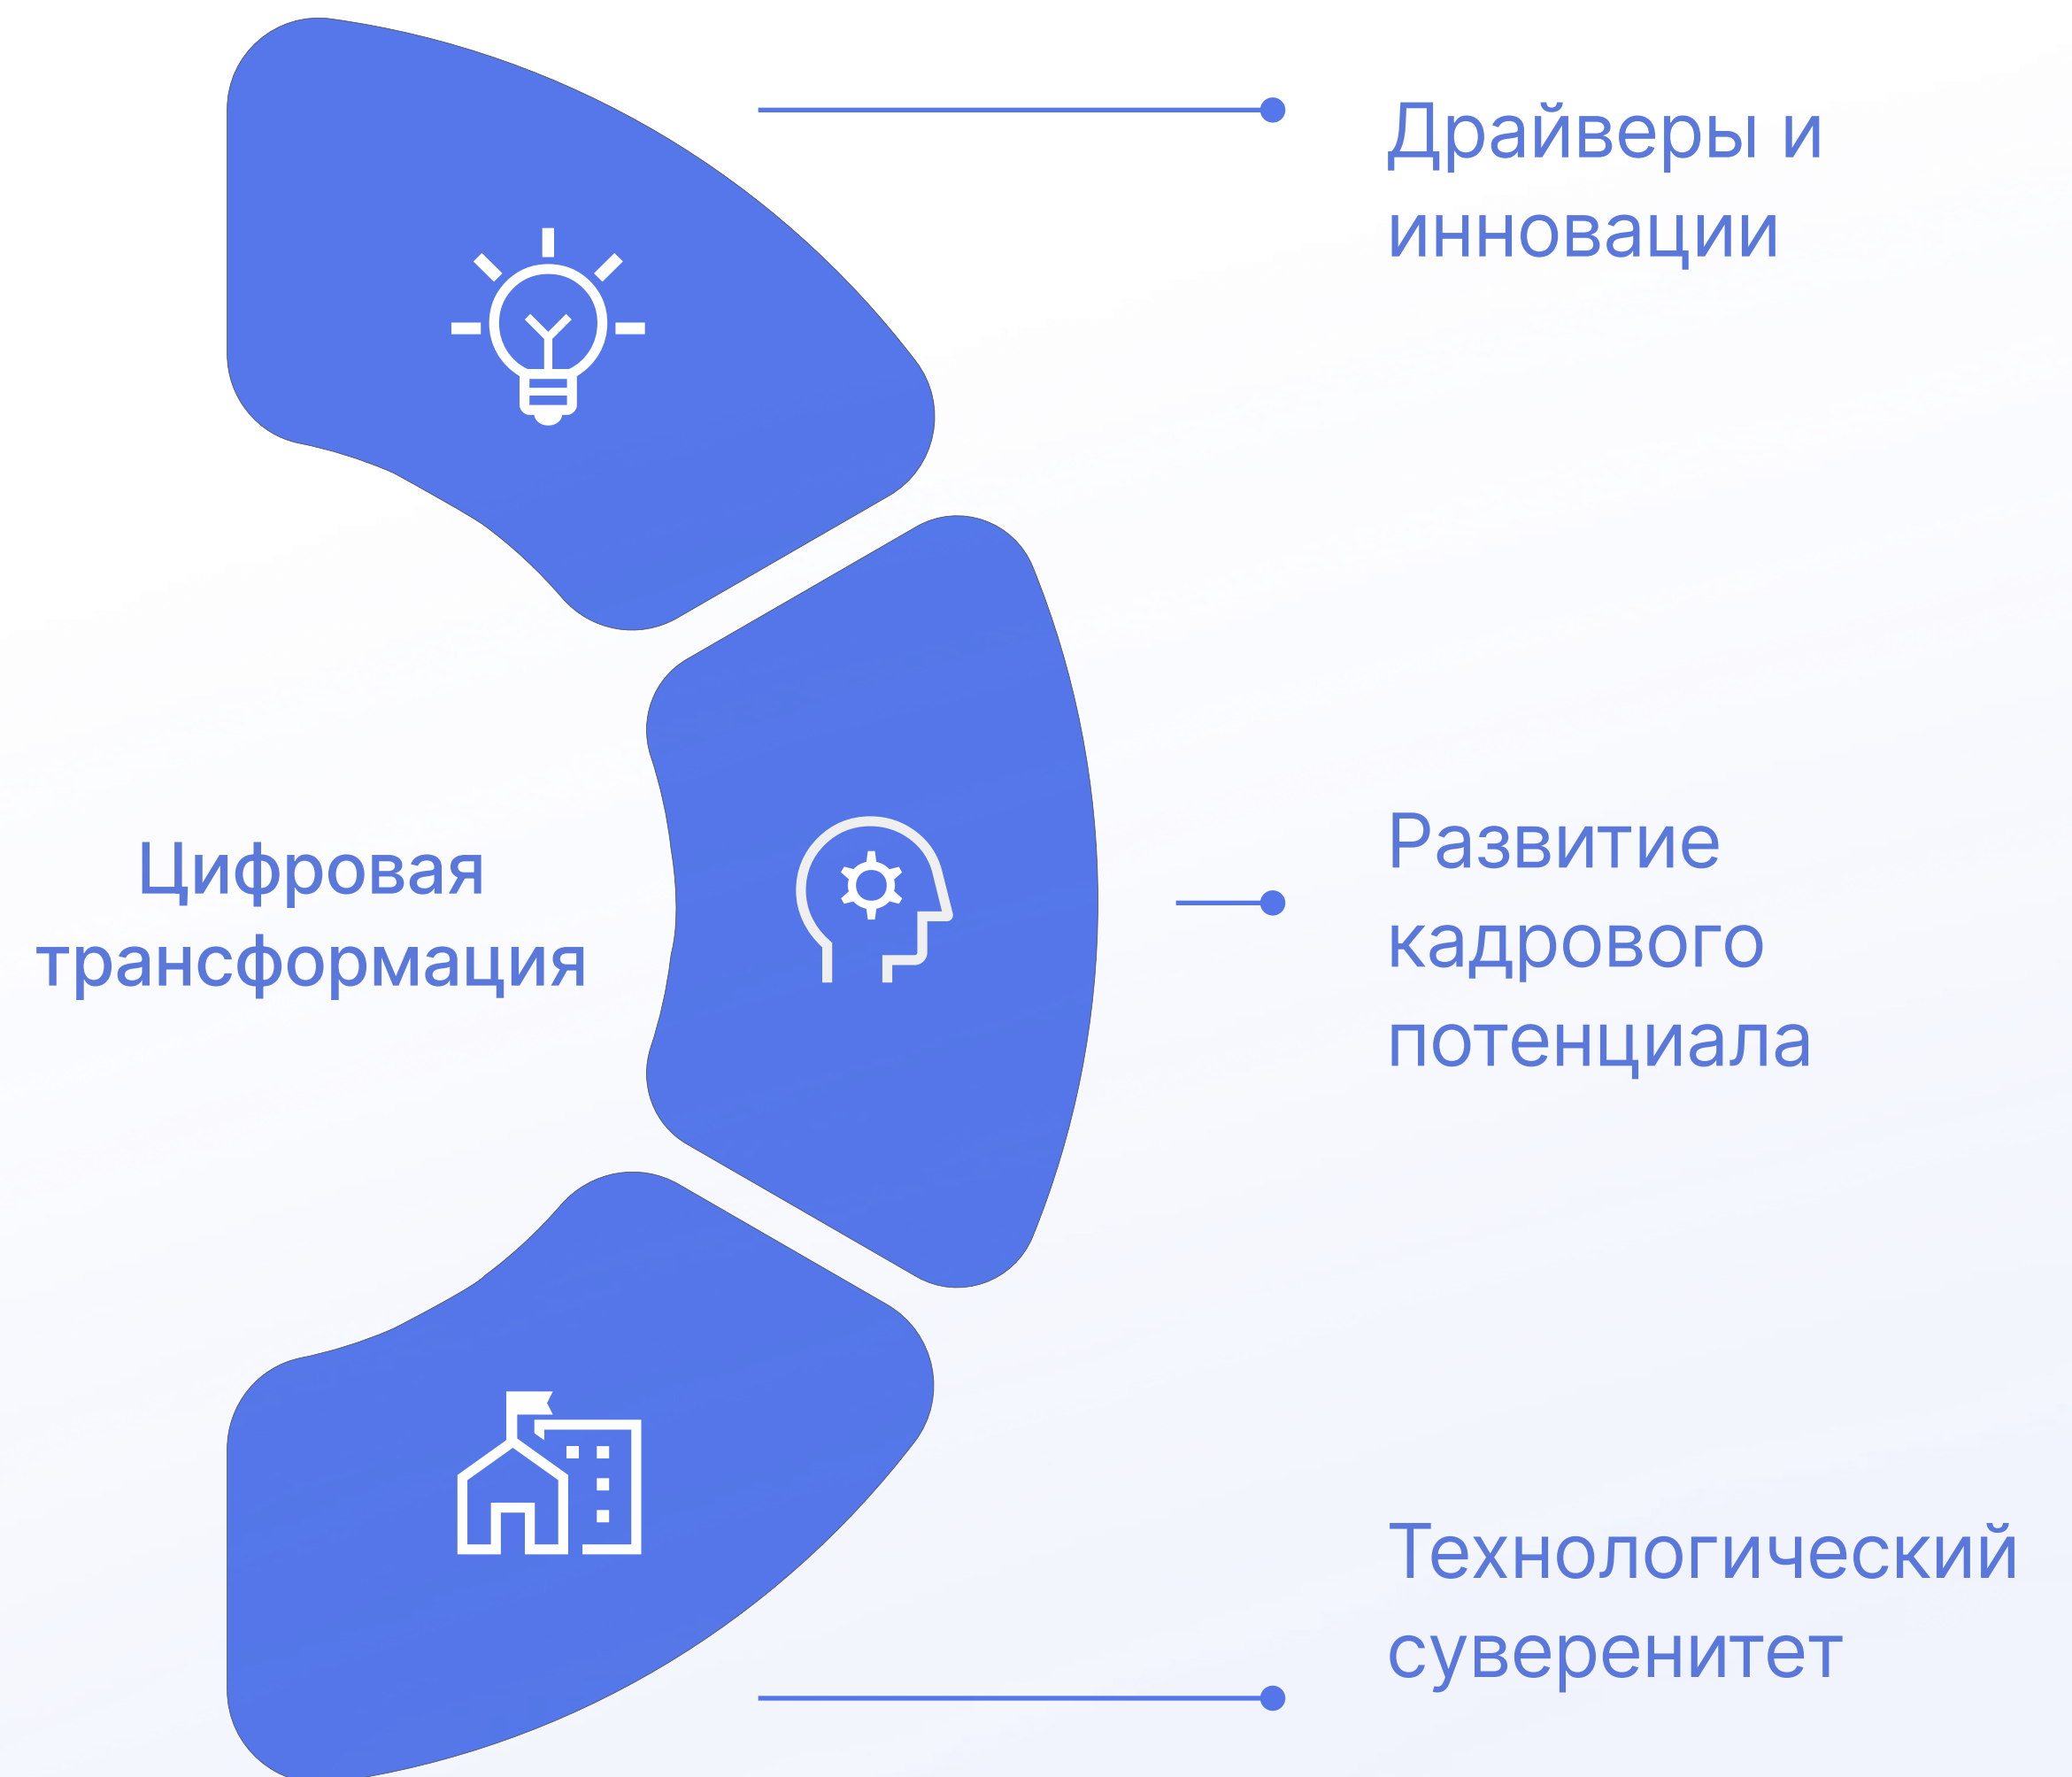 Драйверы и
инновации
Цифровая
трансформация
Развитие
кадрового
потенциала
Технологический
суверенитет